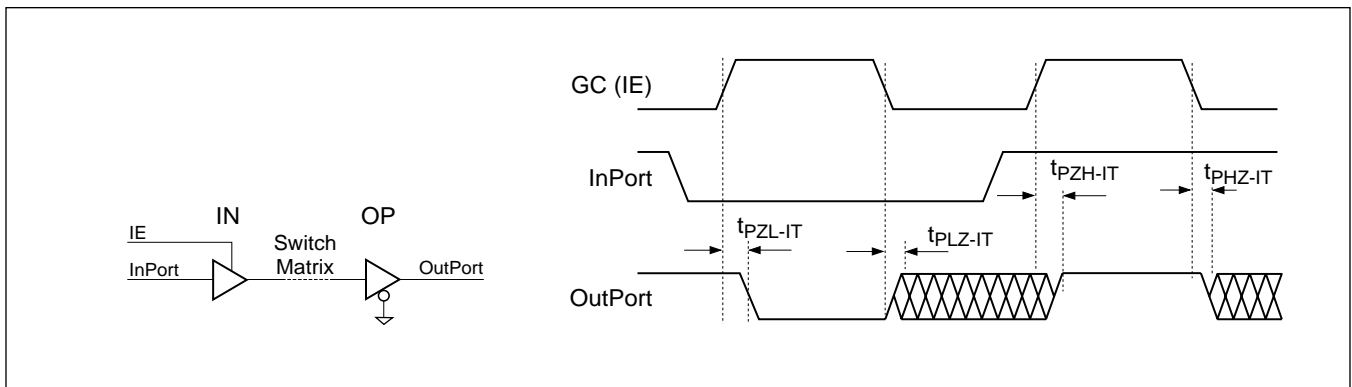 IN
OP
IE
Switch
Matrix
InPort
OutPort
GC (IE)
InPort
tPZH-IT
tPHZ-IT
tPZL-IT
tPLZ-IT
OutPort